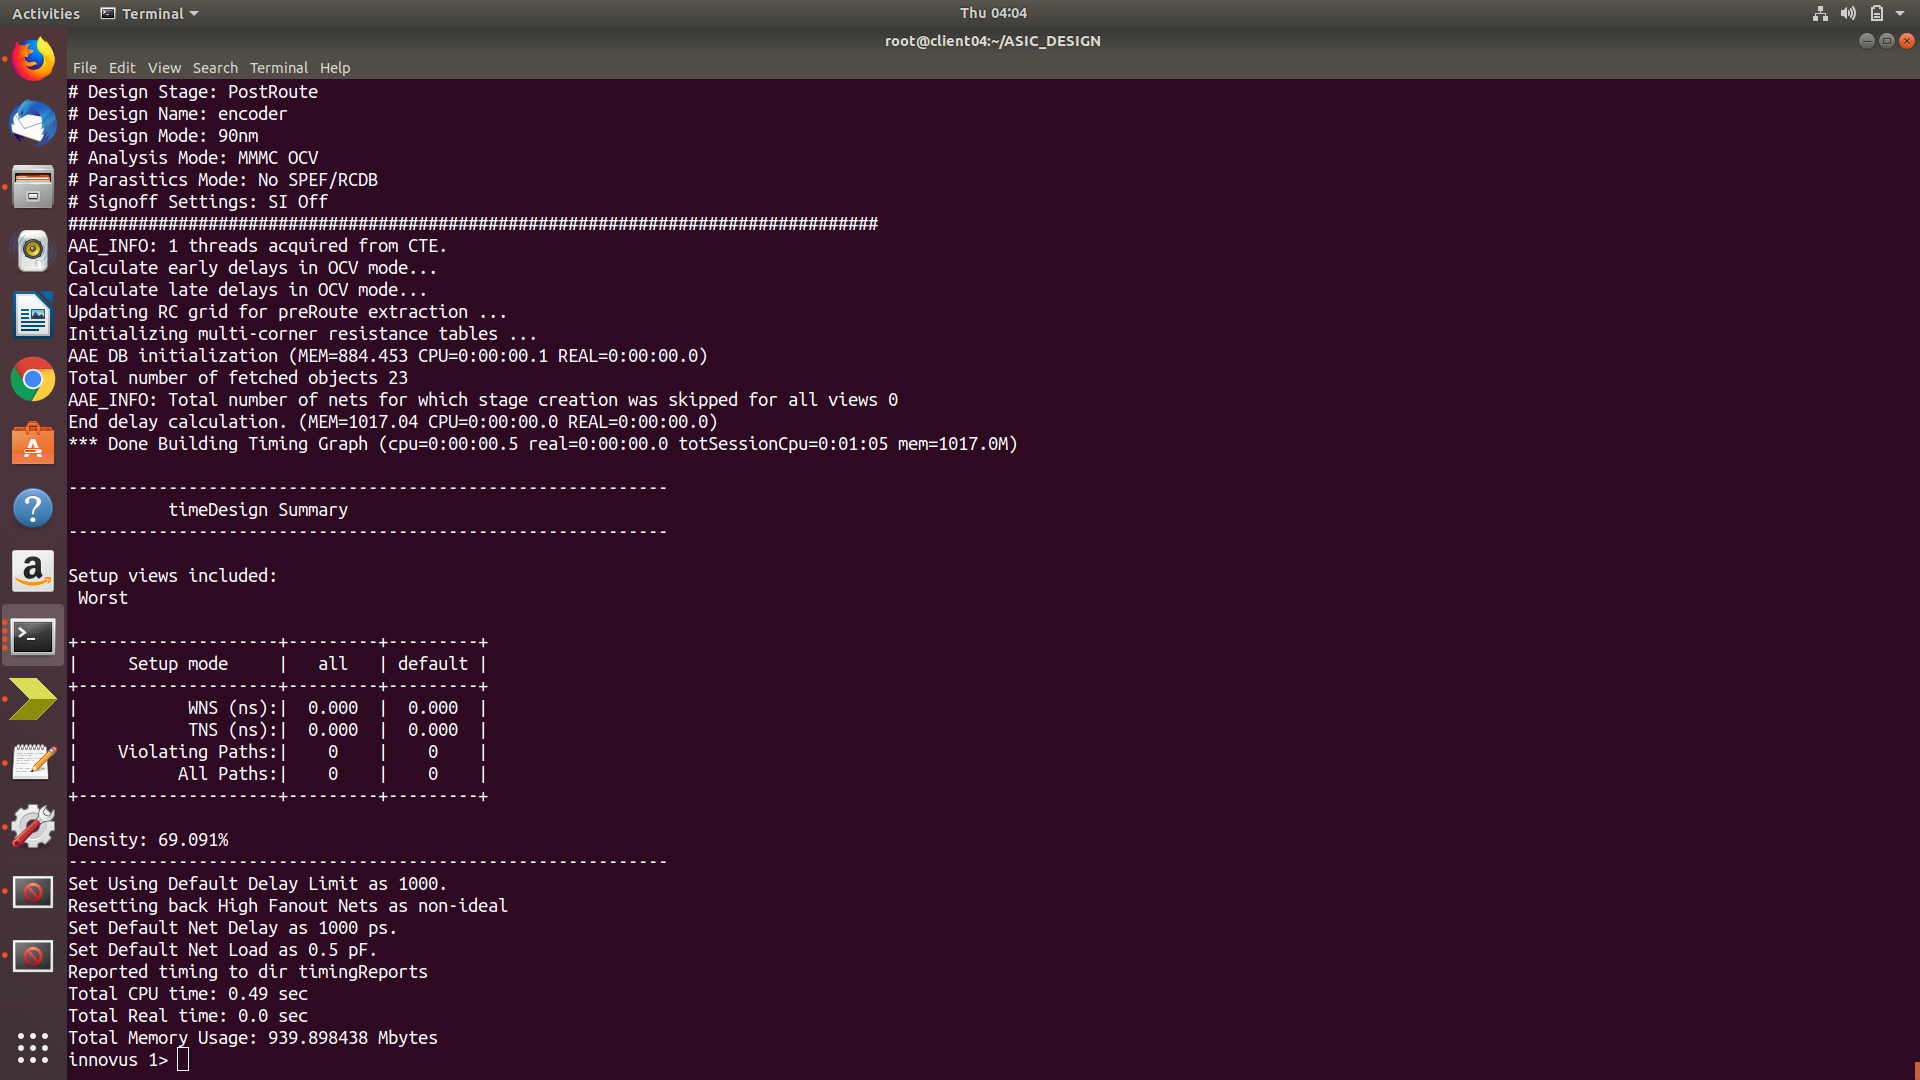 Activities Terminal Thu 04:04
root@client04:~/ASIC_DESIGN
File Edit View Search Terminal Help
# Design Stage: PostRoute
# Design Name: encoder
# Design Mode: 90nm
# Analysis Mode: MMMC OCV
# Parasitics Mode: No SPEF/RCDB
# Signoff Settings: SI Off
#################################################################################
AAE_INFO: 1 threads acquired from CTE.
Calculate early delays in OCV mode...
Calculate late delays in OCV mode...
Updating RC grid for preRoute extraction ...
Initializing multi-corner resistance tables ...
AAE DB initialization (MEM=884.453 CPU=0:00:00.1 REAL=0:00:00.0)
Total number of fetched objects 23
AAE_INFO: Total number of nets for which stage creation was skipped for all views 0
End delay calculation. (MEM=1017.04 CPU=0:00:00.0 REAL=0:00:00.0)
*** Done Building Timing Graph (cpu=0:00:00.5 real=0:00:00.0 totSessionCpu=0:01:05 mem=1017.0M)
------------------------------------------------------------
          timeDesign Summary
------------------------------------------------------------
Setup views included:
 Worst
+--------------------+---------+---------+
|     Setup mode     |   all   | default |
+--------------------+---------+---------+
|           WNS (ns):|  0.000  |  0.000  |
|           TNS (ns):|  0.000  |  0.000  |
|    Violating Paths:|    0    |    0    |
|          All Paths:|    0    |    0    |
+--------------------+---------+---------+
Density: 69.091%
------------------------------------------------------------
Set Using Default Delay Limit as 1000.
Resetting back High Fanout Nets as non-ideal
Set Default Net Delay as 1000 ps.
Set Default Net Load as 0.5 pF.
Reported timing to dir timingReports
Total CPU time: 0.49 sec
Total Real time: 0.0 sec
Total Memory Usage: 939.898438 Mbytes
innovus 1>